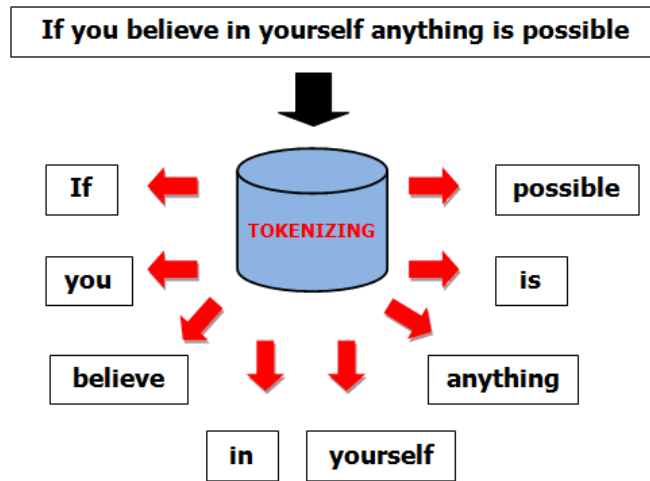 If you believe in yourself anything is possible
TOKENIZING
If
possible
you
is
believe
anything
in
yourself